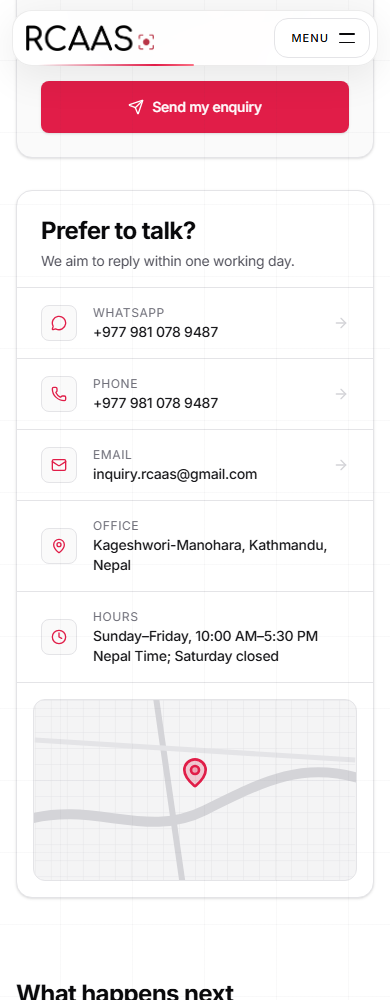 RCAAS
MENU
Send my enquiry
Prefer to talk?
We aim to reply within one working day.
WHATSAPP
+977 981 078 9487
PHONE
+977 981 078 9487
EMAIL
inquiry.rcaas@gmail.com
OFFICE
Kageshwori-Manohara, Kathmandu,
Nepal
HOURS
Sunday–Friday, 10:00 AM–5:30 PM
Nepal Time; Saturday closed
What happens next